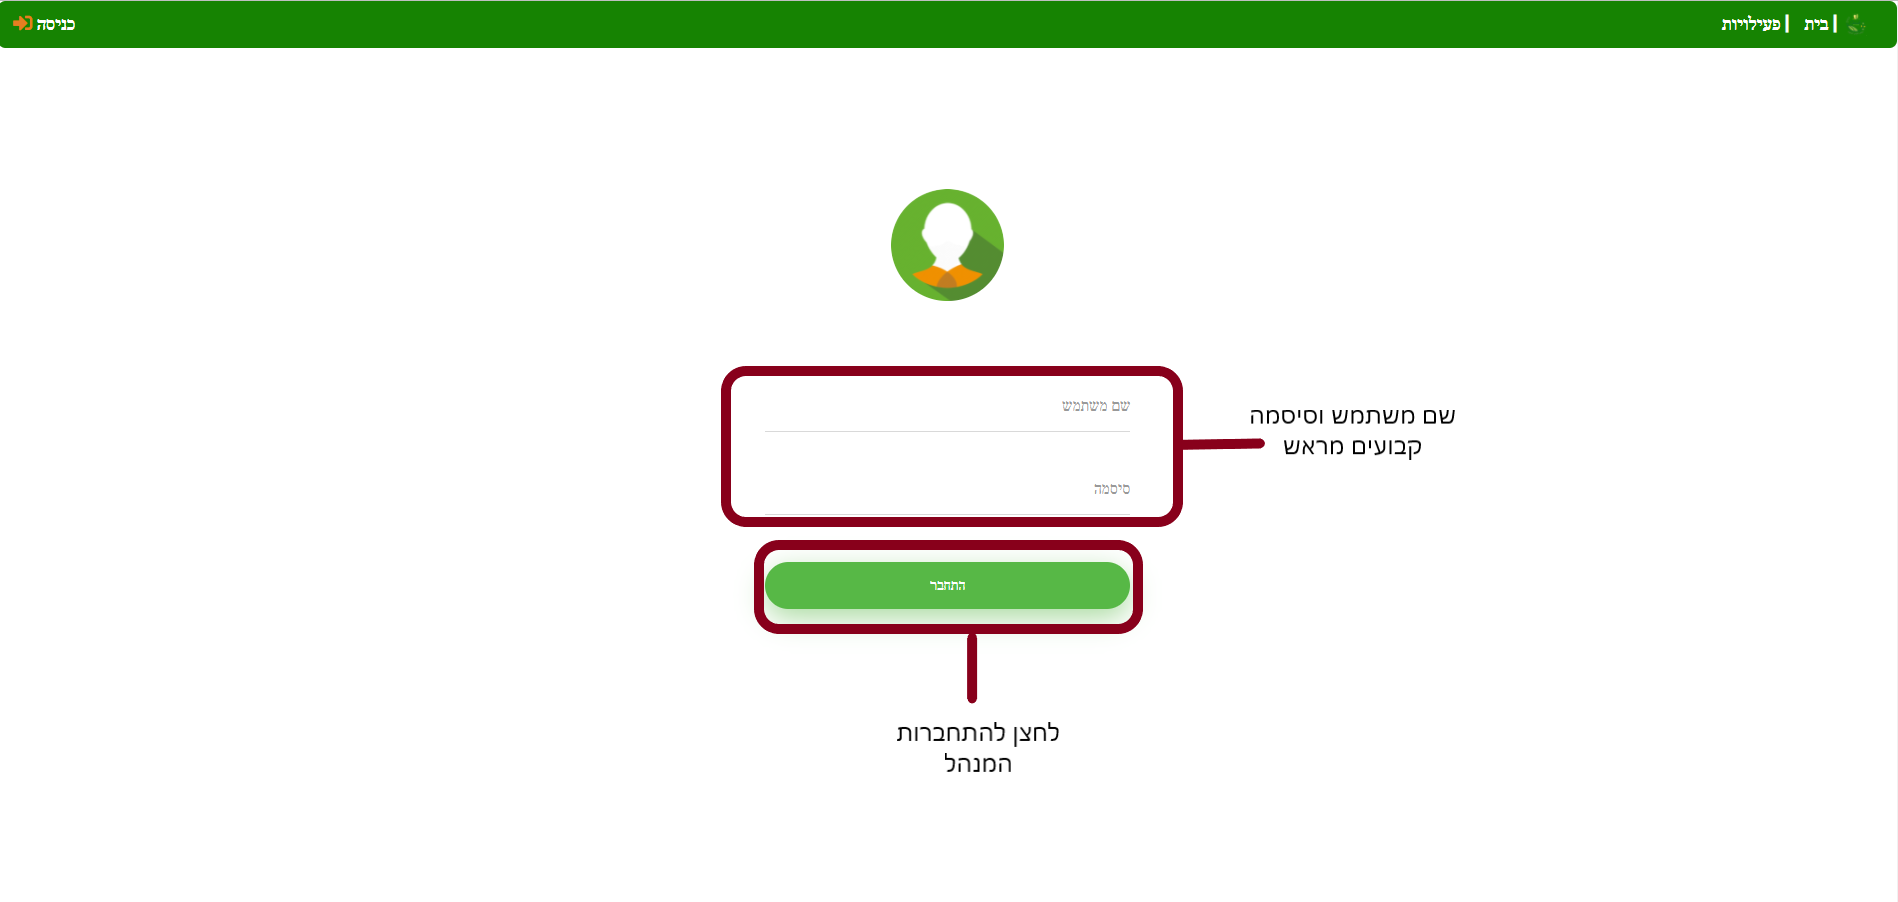 | בית | פעילויות
כניסה
שם משתמש
סיסמה
שם משתמש וסיסמה
קבועים מראש
התחבר
לחצן להתחברות
המנהל